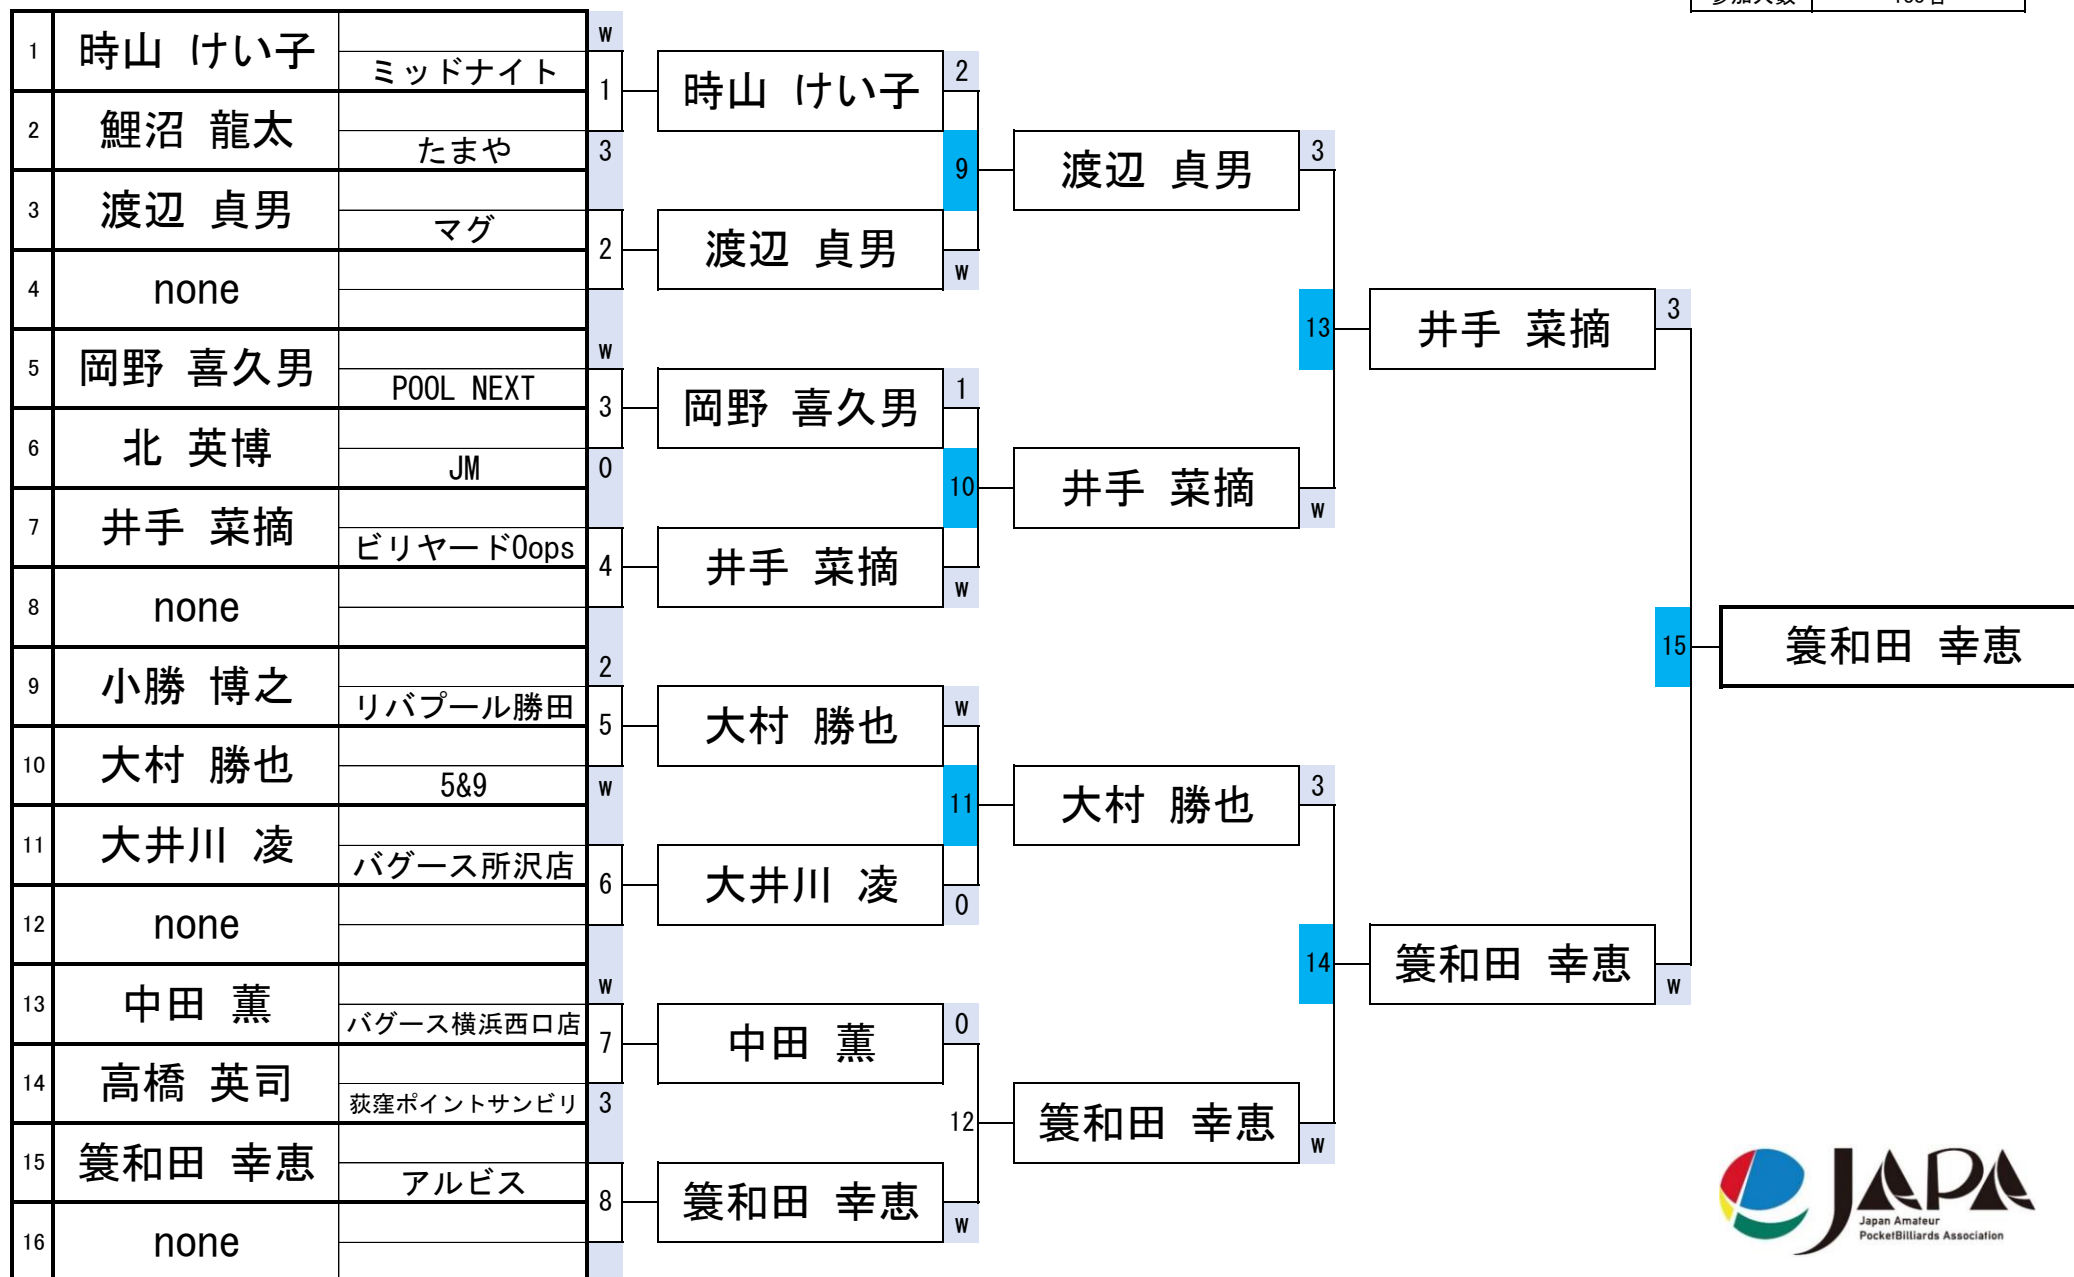 1 時山 けい子 ミッドナイト W
2 鯉沼 龍太 たまや 3
3 渡辺 貞男 マグ
4 none
5 岡野 喜久男 POOL NEXT W
6 北 英博 JM 0
7 井手 菜摘 ビリヤードOops
8 none
9 小勝 博之 リバプール勝田 2
10 大村 勝也 5&9 W
11 大井川 凌 バグース所沢店
12 none
13 中田 薫 バグース横浜西口店 W
14 高橋 英司 荻窪ポイントサンビリ 3
15 簑和田 幸恵 アルビス
16 none
1 時山 けい子 2
2 渡辺 貞男 W
3 岡野 喜久男 1
4 井手 菜摘 W
5 大村 勝也 W
6 大井川 凌 0
7 中田 薫 0
8 簑和田 幸恵 W
9 渡辺 貞男 3
10 井手 菜摘 W
11 大村 勝也 3
12 簑和田 幸恵 W
13 井手 菜摘 3
14 簑和田 幸恵 W
15 簑和田 幸恵
JAPA
Japan Amateur
PocketBilliards Association